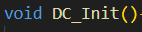 void DC_Init()